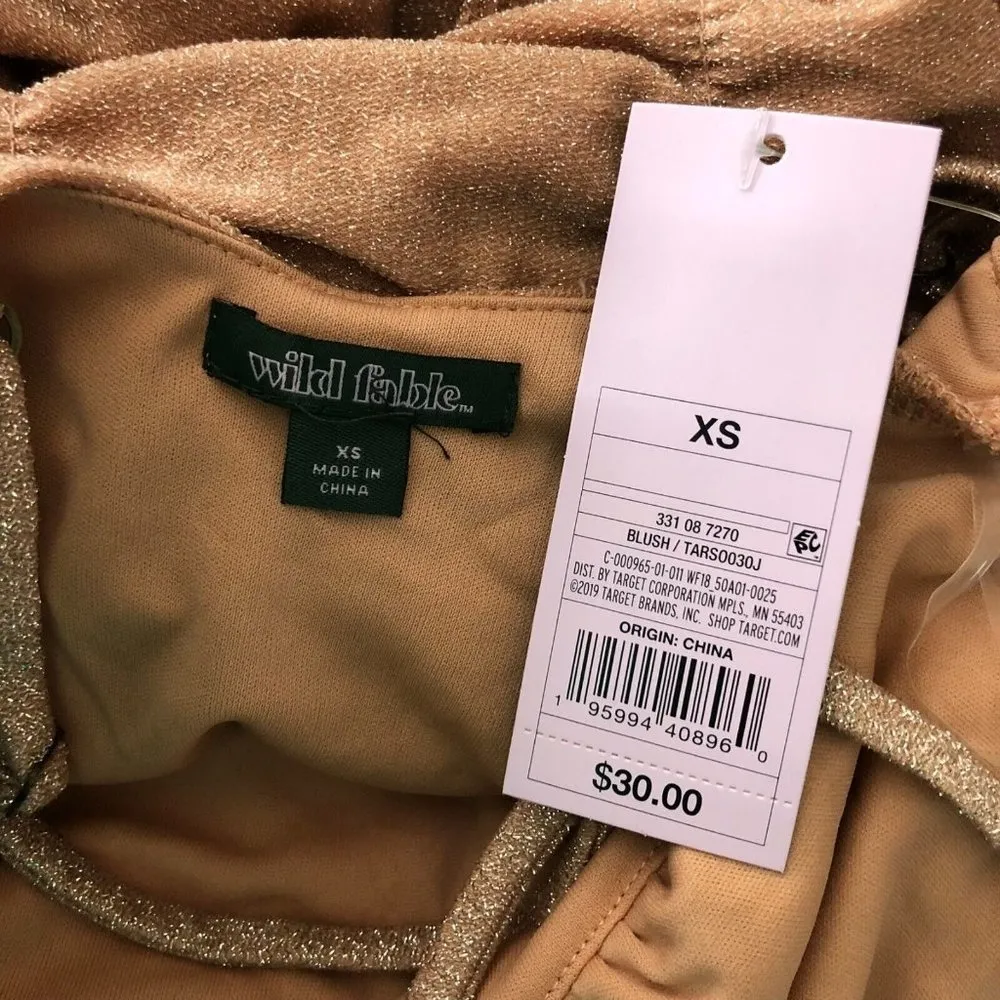 wild fable™
XS
MADE IN
CHINA
XS
331 08 7270
BLUSH / TARS0030J
C-000965-01-011 WF18 50A01-0025
DIST. BY TARGET CORPORATION MPLS., MN 55403
©2019 TARGET BRANDS, INC. SHOP TARGET.COM
ORIGIN: CHINA
1 95994 40896 0
$30.00